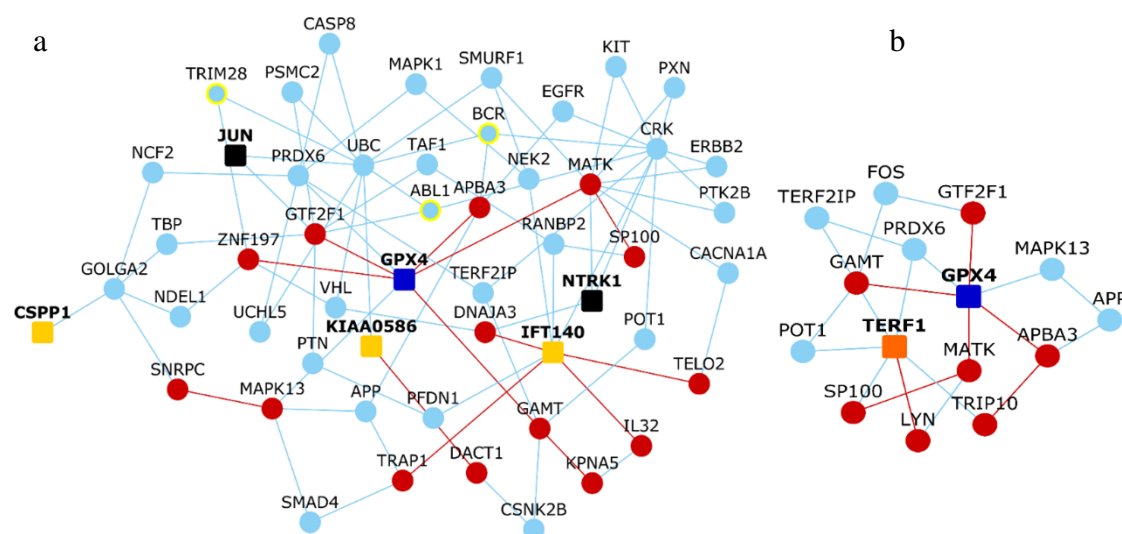 a
b
CASP8
TRIM28
PSMC2
MAPK1
SMURF1
KIT
PXN
EGFR
BCR
JUN
NCF2
PRDX6
UBC
TAF1
NEK2
CRK
MATK
ERBB2
ABL1
APBA3
PTK2B
TBP
GTF2F1
ZNF197
RANBP2
SP100
GPX4
TERF2IP
NTRK1
CACNA1A
GOLGA2
NDEL1
UCHL5
VHL
DNAJA3
CSPP1
KIAA0586
IFT140
POT1
PTN
TELO2
SNRPC
MAPK13
APP
PFDN1
GAMT
IL32
TRAP1
DACT1
KPNA5
SMAD4
CSNK2B
FOS
GTF2F1
TERF2IP
PRDX6
MAPK13
GAMT
GPX4
APP
POT1
TERF1
MATK
APBA3
SP100
LYN
TRIP10